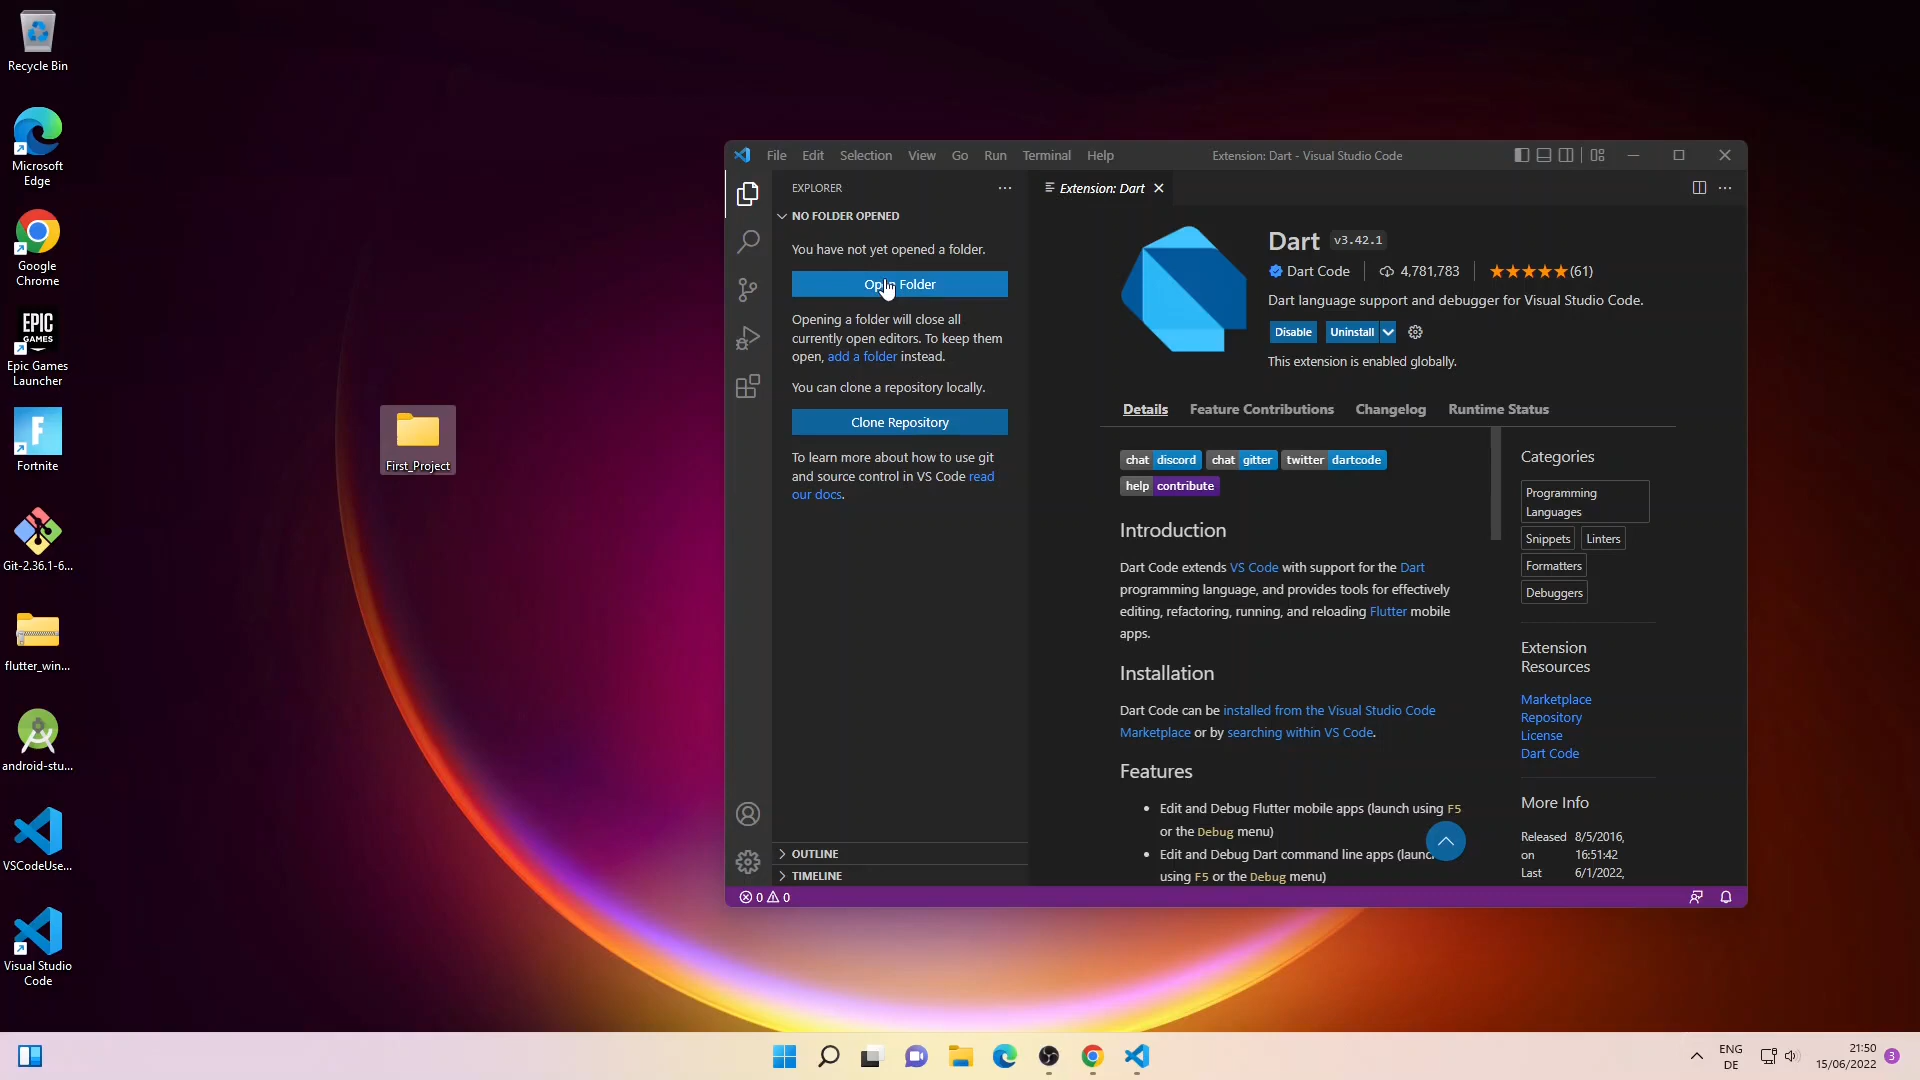 Recycle Bin
Microsoft
Edge
Google
Chrome
EPIC
GAMES
Epic Games
Launcher
Fortnite
Git-2.36.1-6...
flutter_win...
android-stu...
VSCodeUse...
Visual Studio
Code
First_Project
File Edit Selection View Go Run Terminal Help
Extension: Dart - Visual Studio Code
EXPLORER
NO FOLDER OPENED
You have not yet opened a folder.
Open Folder
Opening a folder will close all
currently open editors. To keep them
open, add a folder instead.
You can clone a repository locally.
Clone Repository
To learn more about how to use git
and source control in VS Code read
our docs.
OUTLINE
TIMELINE
0 0
Extension: Dart
Dart v3.42.1
Dart Code 4,781,783 (61)
Dart language support and debugger for Visual Studio Code.
Disable Uninstall
This extension is enabled globally.
Details Feature Contributions Changelog Runtime Status
chat discord chat gitter twitter dartcode
help contribute
Introduction
Dart Code extends VS Code with support for the Dart
programming language, and provides tools for effectively
editing, refactoring, running, and reloading Flutter mobile
apps.
Installation
Dart Code can be installed from the Visual Studio Code
Marketplace or by searching within VS Code.
Features
Edit and Debug Flutter mobile apps (launch using F5
or the Debug menu)
Edit and Debug Dart command line apps (launch
using F5 or the Debug menu)
Categories
Programming
Languages
Snippets Linters
Formatters
Debuggers
Extension
Resources
Marketplace
Repository
License
Dart Code
More Info
Released 8/5/2016,
on 16:51:42
Last 6/1/2022,
ENG
DE
21:50
15/06/2022
3